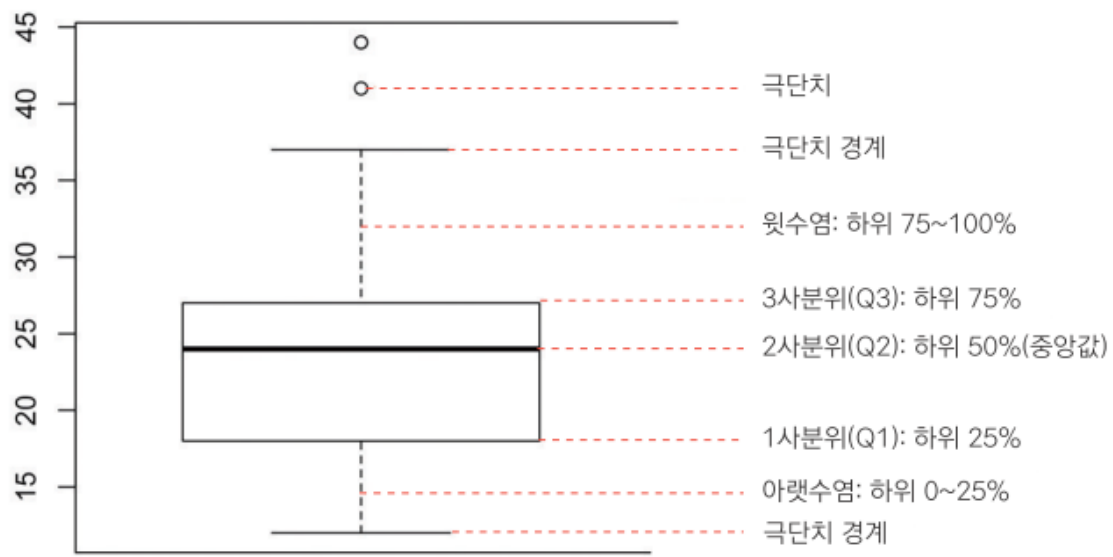 45
40
35
30
25
20
15
극단치
극단치 경계
윗수염: 하위 75~100%
3사분위(Q3): 하위 75%
2사분위(Q2): 하위 50%(중앙값)
1사분위(Q1): 하위 25%
아랫수염: 하위 0~25%
극단치 경계